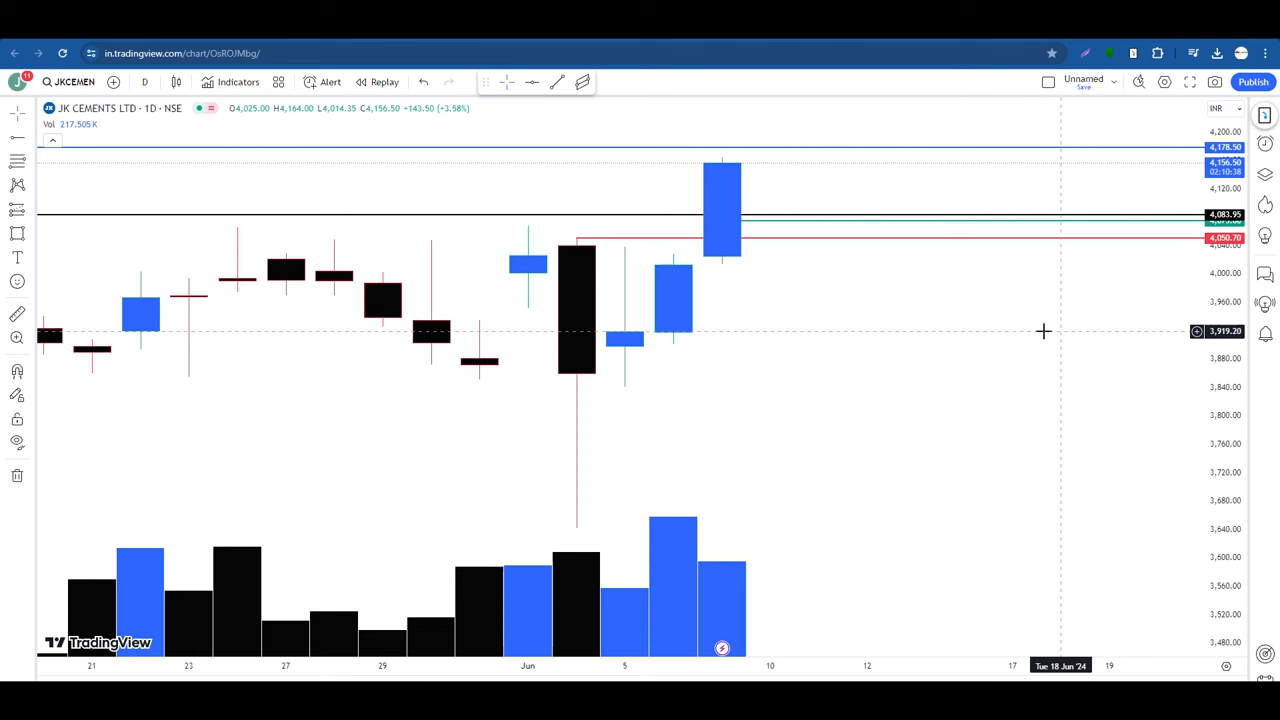 in.tradingview.com/chart/OsROJMbg/
11
JKCEMEN
D
Indicators
Alert
Replay
Unnamed
Save
Publish
JK CEMENTS LTD · 1D · NSE
O4,025.00 H4,164.00 L4,014.35 C4,156.50 +143.50 (+3.58%)
INR
Vol 217.505 K
4,200.00
4,178.50
4,156.50
02:10:38
4,120.00
4,083.95
4,050.70
4,000.00
3,960.00
3,919.20
3,880.00
3,840.00
3,800.00
3,760.00
3,720.00
3,680.00
3,640.00
3,600.00
3,560.00
3,520.00
3,480.00
TradingView
21
23
27
29
Jun
5
10
12
17
Tue 18 Jun '24
19